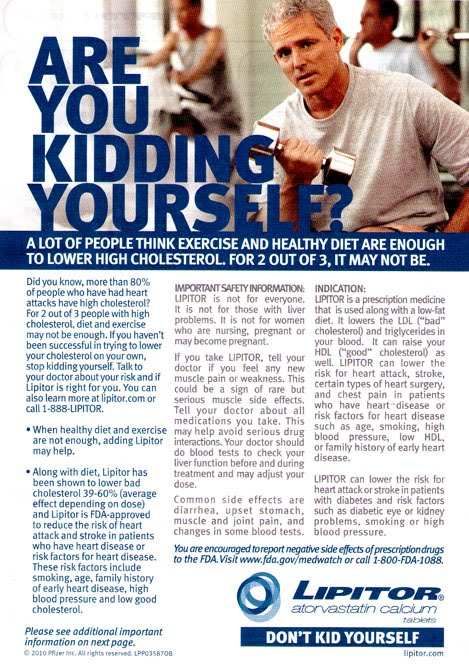 ARE
YOU
KIDDING
YOURSELF?
A LOT OF PEOPLE THINK EXERCISE AND HEALTHY DIET ARE ENOUGH
TO LOWER HIGH CHOLESTEROL. FOR 2 OUT OF 3, IT MAY NOT BE.
Did you know, more than 80%
of people who have had heart
attacks have high cholesterol?
For 2 out of 3 people with high
cholesterol, diet and exercise
may not be enough. If you haven't
been successful in trying to lower
your cholesterol on your own,
stop kidding yourself. Talk to
your doctor about your risk and if
Lipitor is right for you. You can
also learn more at lipitor.com or
call 1-888-LIPITOR.
• When healthy diet and exercise
are not enough, adding Lipitor
may help.
• Along with diet, Lipitor has
been shown to lower bad
cholesterol 39-60% (average
effect depending on dose)
and Lipitor is FDA-approved
to reduce the risk of heart
attack and stroke in patients
who have heart disease or
risk factors for heart disease.
These risk factors include
smoking, age, family history
of early heart disease, high
blood pressure and low good
cholesterol.
IMPORTANT SAFETY INFORMATION:
LIPITOR is not for everyone.
It is not for those with liver
problems. It is not for women
who are nursing, pregnant or
may become pregnant.
If you take LIPITOR, tell your
doctor if you feel any new
muscle pain or weakness. This
could be a sign of rare but
serious muscle side effects.
Tell your doctor about all
medications you take. This
may help avoid serious drug
interactions. Your doctor should
do blood tests to check your
liver function before and during
treatment and may adjust your
dose.
Common side effects are
diarrhea, upset stomach,
muscle and joint pain, and
changes in some blood tests.
INDICATION:
LIPITOR is a prescription medicine
that is used along with a low-fat
diet. It lowers the LDL ("bad"
cholesterol) and triglycerides in
your blood. It can raise your
HDL ("good" cholesterol) as
well. LIPITOR can lower the
risk for heart attack, stroke,
certain types of heart surgery,
and chest pain in patients
who have heart disease or
risk factors for heart disease
such as age, smoking, high
blood pressure, low HDL,
or family history of early heart
disease.
LIPITOR can lower the risk for
heart attack or stroke in patients
with diabetes and risk factors
such as diabetic eye or kidney
problems, smoking or high
blood pressure.
You are encouraged to report negative side effects of prescription drugs
to the FDA. Visit www.fda.gov/medwatch or call 1-800-FDA-1088.
LIPITOR®
atorvastatin calcium
tablets
DON'T KID YOURSELF
Please see additional important
information on next page.
© 2010 Pfizer Inc. All rights reserved. LPP03587OB
lipitor.com